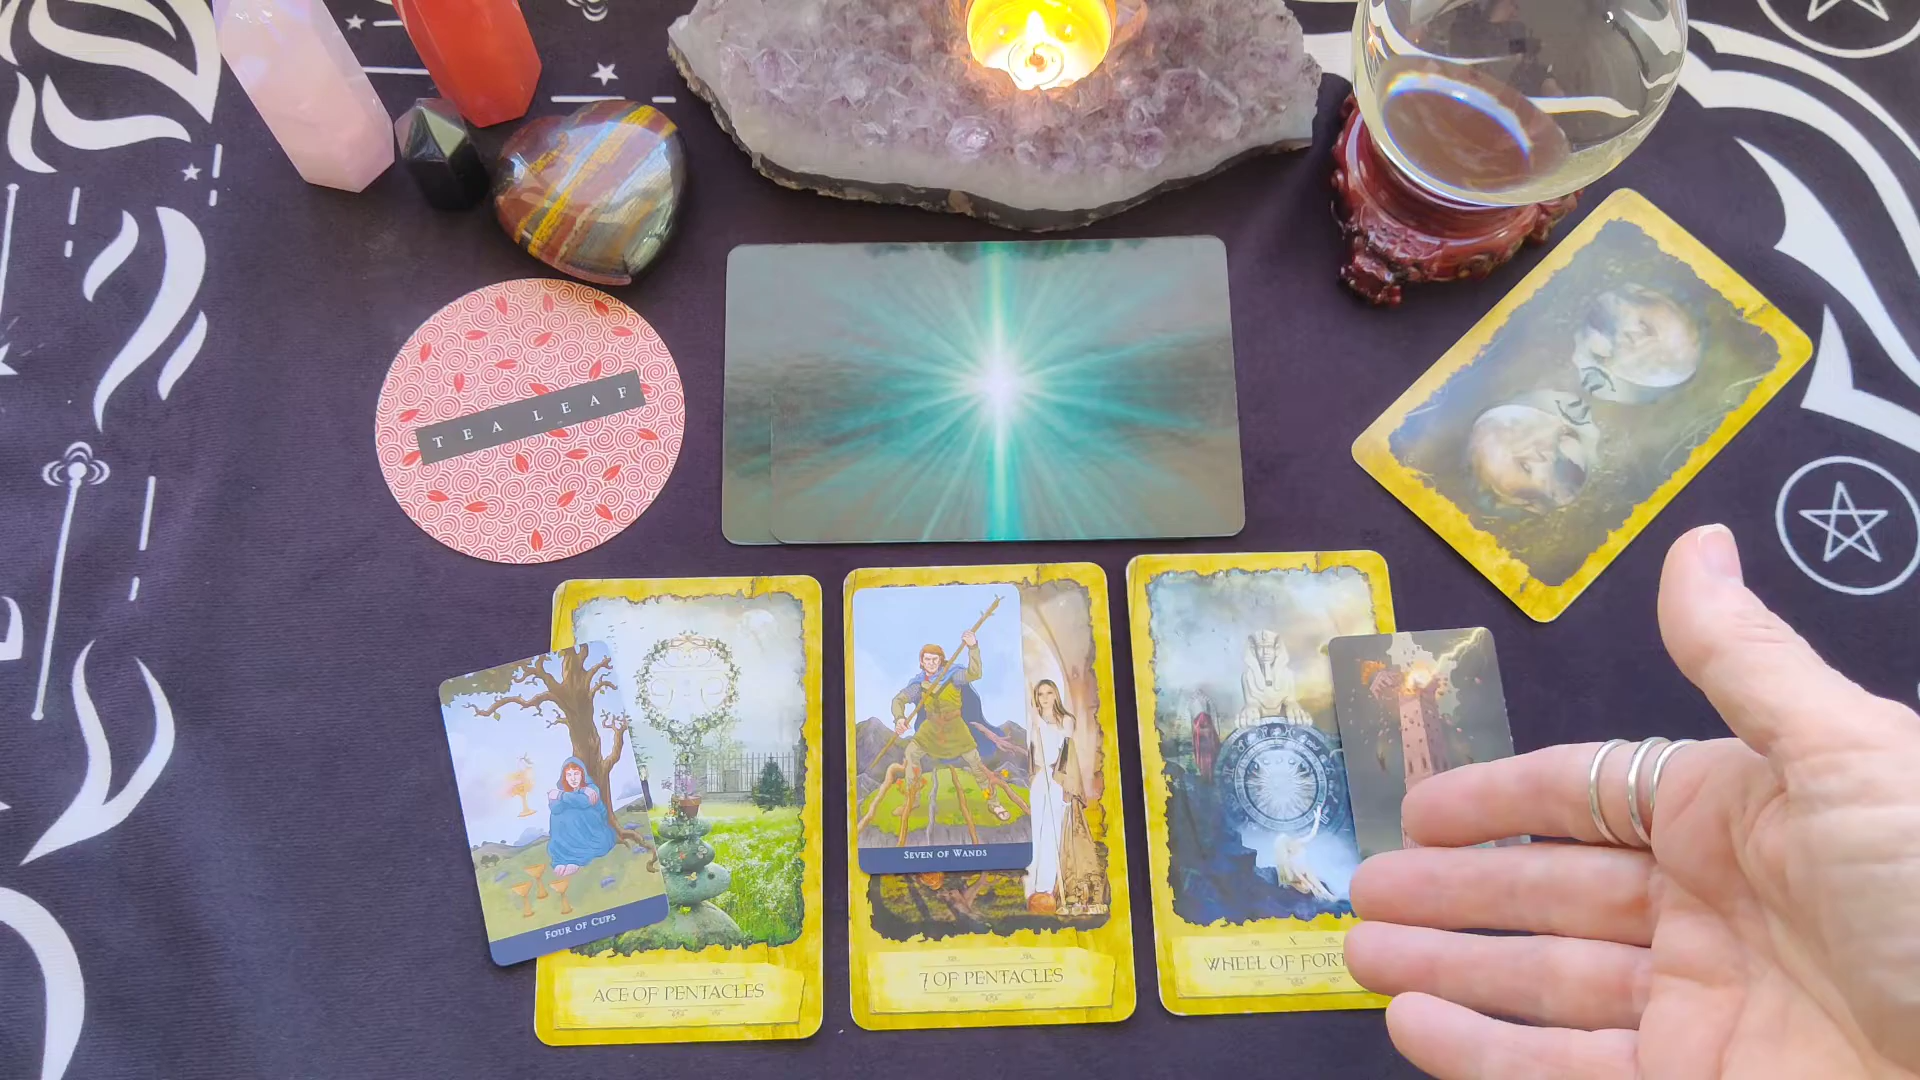 TEA LEAF
SEVEN OF WANDS
FOUR OF CUPS
ACE OF PENTACLES
7 OF PENTACLES
X
WHEEL OF FORT